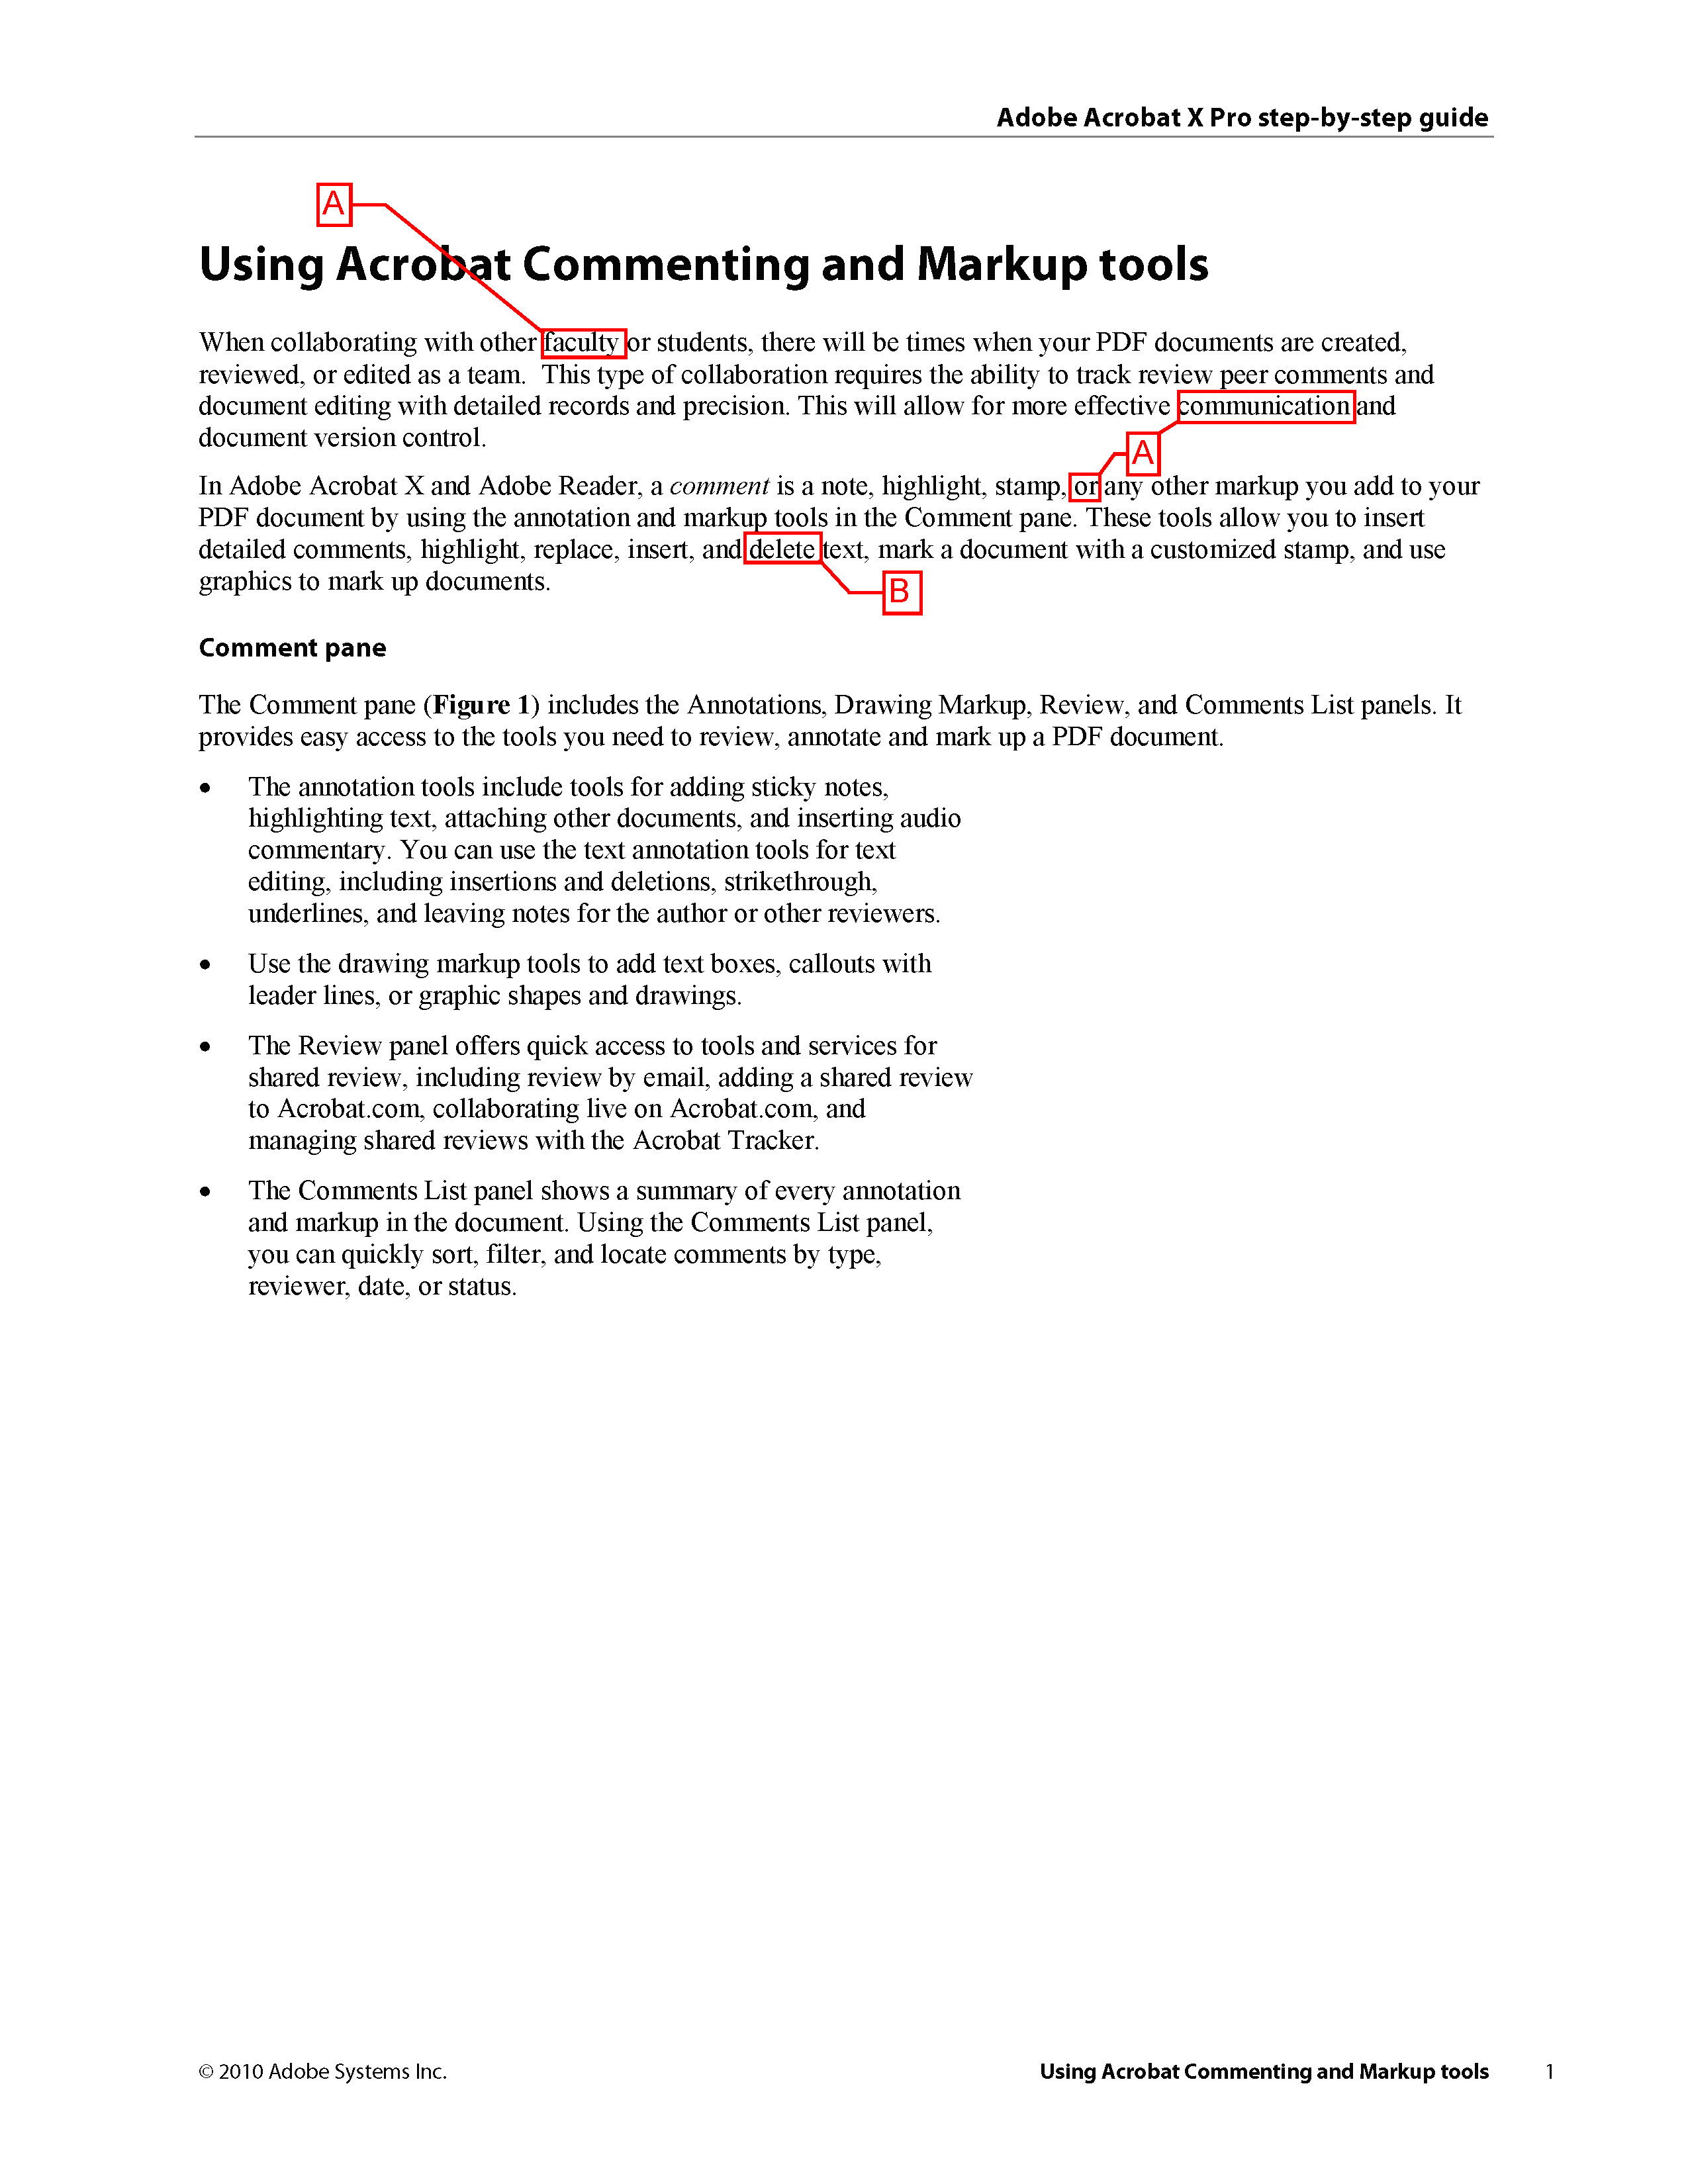 Adobe Acrobat X Pro step-by-step guide
A
Using Acrobat Commenting and Markup tools
When collaborating with other faculty or students, there will be times when your PDF documents are created,
reviewed, or edited as a team.  This type of collaboration requires the ability to track review peer comments and
document editing with detailed records and precision. This will allow for more effective communication and
document version control.
A
In Adobe Acrobat X and Adobe Reader, a comment is a note, highlight, stamp, or any other markup you add to your
PDF document by using the annotation and markup tools in the Comment pane. These tools allow you to insert
detailed comments, highlight, replace, insert, and delete text, mark a document with a customized stamp, and use
graphics to mark up documents.
B
Comment pane
The Comment pane (Figure 1) includes the Annotations, Drawing Markup, Review, and Comments List panels. It
provides easy access to the tools you need to review, annotate and mark up a PDF document.
• The annotation tools include tools for adding sticky notes,
highlighting text, attaching other documents, and inserting audio
commentary. You can use the text annotation tools for text
editing, including insertions and deletions, strikethrough,
underlines, and leaving notes for the author or other reviewers.
• Use the drawing markup tools to add text boxes, callouts with
leader lines, or graphic shapes and drawings.
• The Review panel offers quick access to tools and services for
shared review, including review by email, adding a shared review
to Acrobat.com, collaborating live on Acrobat.com, and
managing shared reviews with the Acrobat Tracker.
• The Comments List panel shows a summary of every annotation
and markup in the document. Using the Comments List panel,
you can quickly sort, filter, and locate comments by type,
reviewer, date, or status.
© 2010 Adobe Systems Inc. Using Acrobat Commenting and Markup tools 1